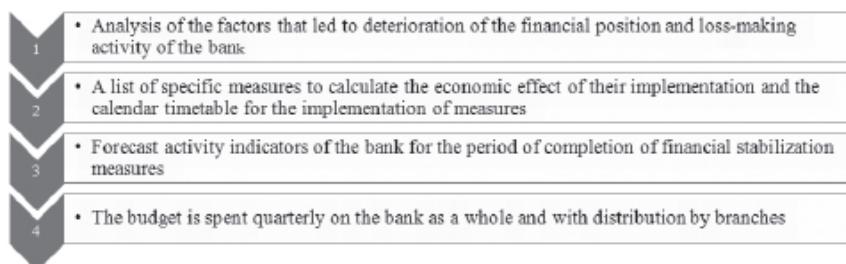 1
• Analysis of the factors that led to deterioration of the financial position and loss-making
activity of the bank
2
• A list of specific measures to calculate the economic effect of their implementation and the
calendar timetable for the implementation of measures
3
• Forecast activity indicators of the bank for the period of completion of financial stabilization
measures
4
• The budget is spent quarterly on the bank as a whole and with distribution by branches